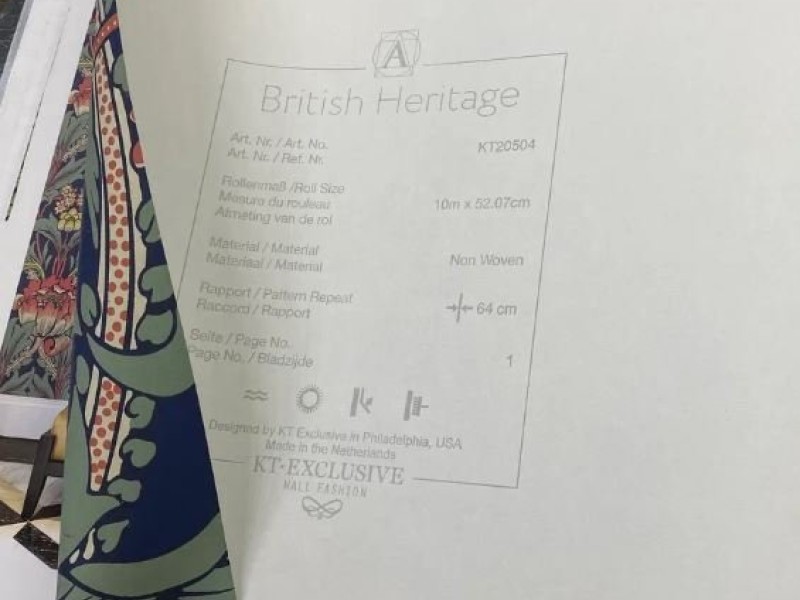 A
British Heritage
Art. Nr. / Art. No.
Art. Nr. / Ref. Nr.
KT20504
Rollenmaß /Roll Size
Mesure du rouleau
Afmeting van de rol
10m x 52.07cm
Material / Material
Materiaal / Material
Non Woven
Rapport / Pattern Repeat
Raccord / Rapport
64 cm
Seite / Page No.
Page No. / Bladzijde
1
Designed by KT Exclusive in Philadelphia, USA
Made in the Netherlands
KT-EXCLUSIVE
WALL FASHION